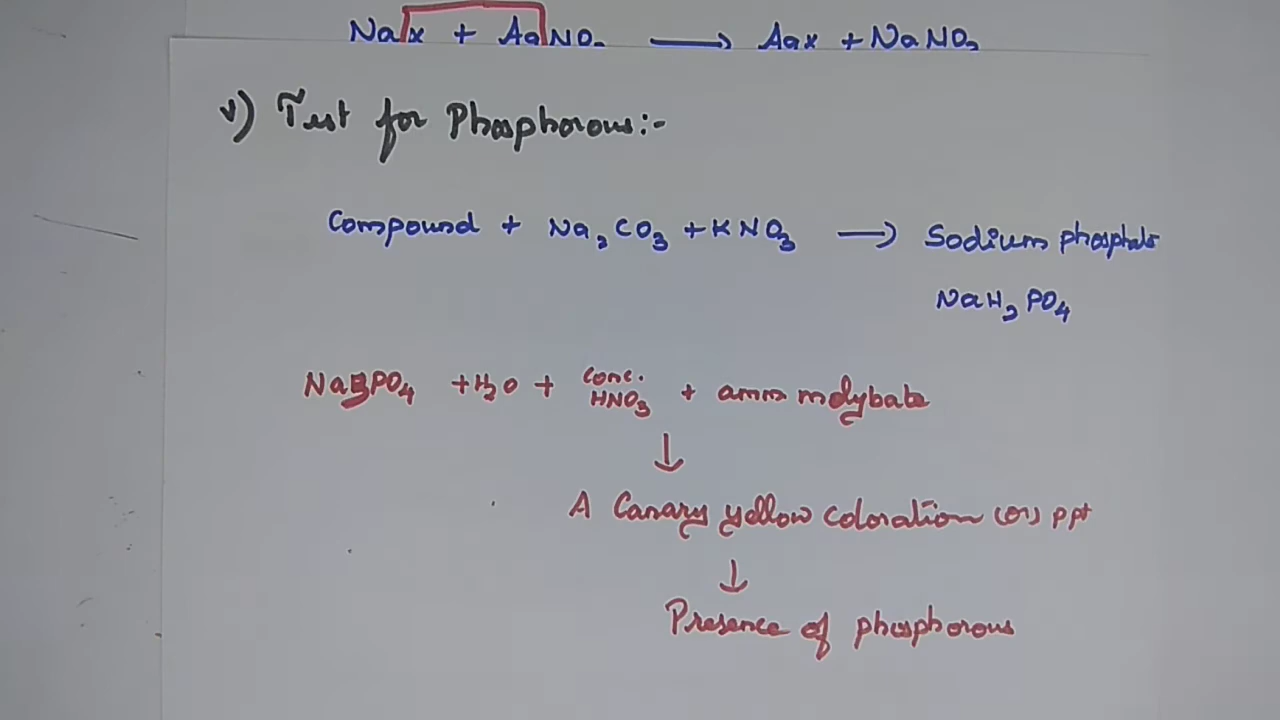 Nax + AgNO3 → Agx + NaNO3
v) Test for Phosphorous:-
Compound + Na2CO3 + KNO3 → Sodium phosphate
NaH2PO4
Na3PO4 + H2O + conc. HNO3 + amm molybate
↓
A Canary yellow coloration (or) ppt
↓
Presence of phosphorous